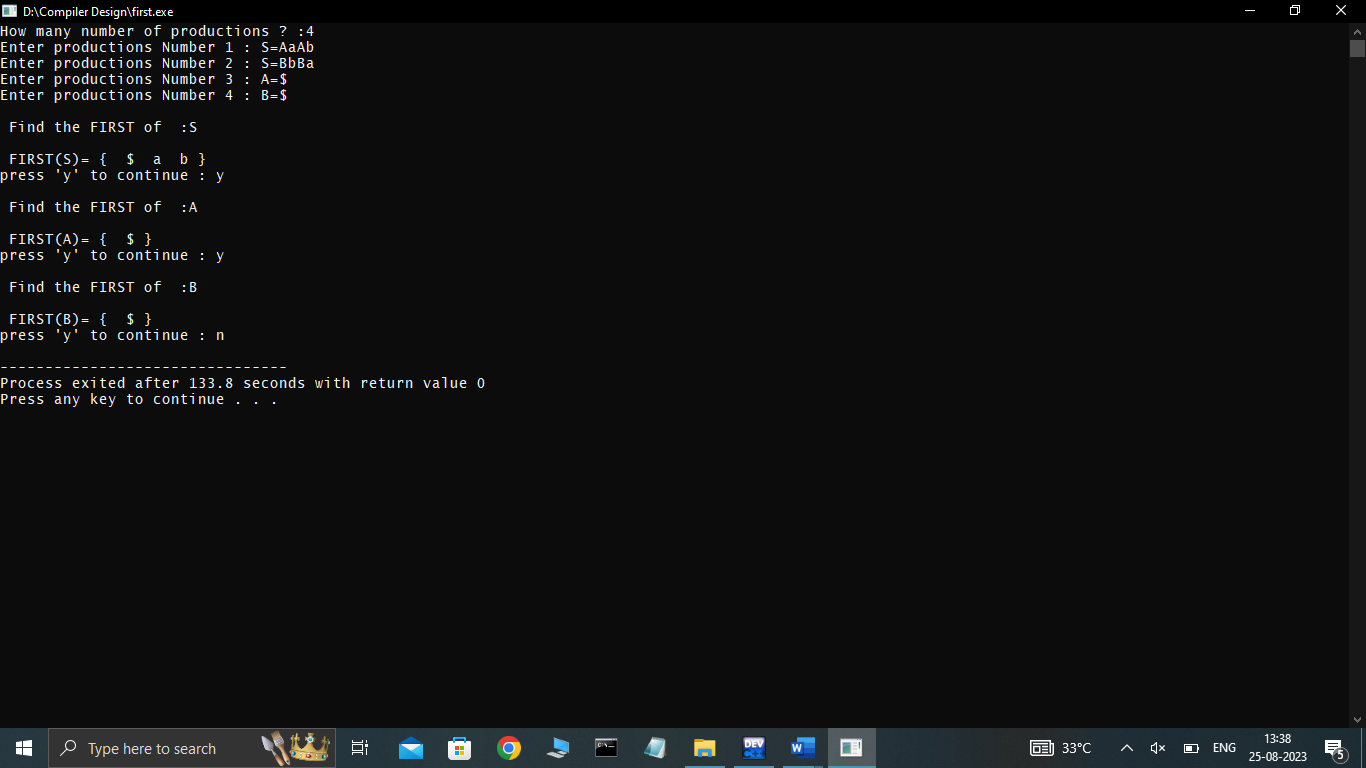 D:\Compiler Design\first.exe
How many number of productions ? :4
Enter productions Number 1 : S=AaAb
Enter productions Number 2 : S=BbBa
Enter productions Number 3 : A=$
Enter productions Number 4 : B=$
Find the FIRST of  :S
FIRST(S)= {  $  a  b }
press 'y' to continue : y
Find the FIRST of  :A
FIRST(A)= {  $ }
press 'y' to continue : y
Find the FIRST of  :B
FIRST(B)= {  $ }
press 'y' to continue : n
--------------------------------
Process exited after 133.8 seconds with return value 0
Press any key to continue . . .
Type here to search
DEV
W
33°C
ENG
13:38
25-08-2023
5